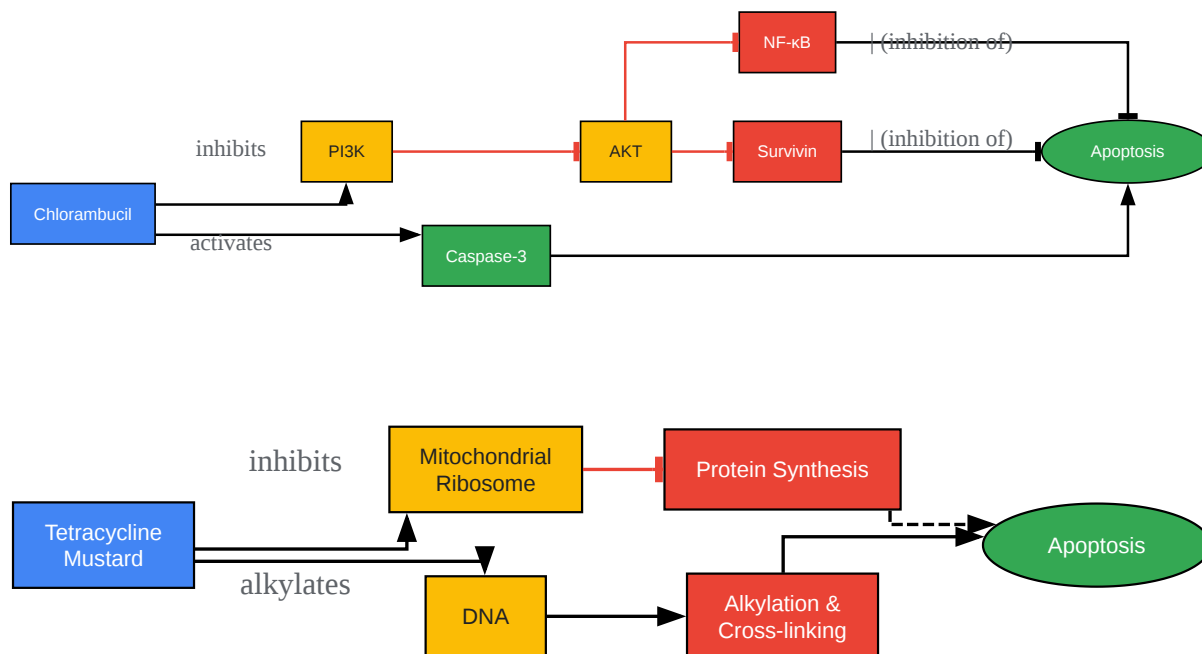 NF-κB
| (inhibition of)
inhibits
PI3K
AKT
Survivin
| (inhibition of)
Apoptosis
Chlorambucil
activates
Caspase-3
inhibits
Mitochondrial
Ribosome
Protein Synthesis
Tetracycline
Mustard
Apoptosis
alkylates
DNA
Alkylation &
Cross-linking